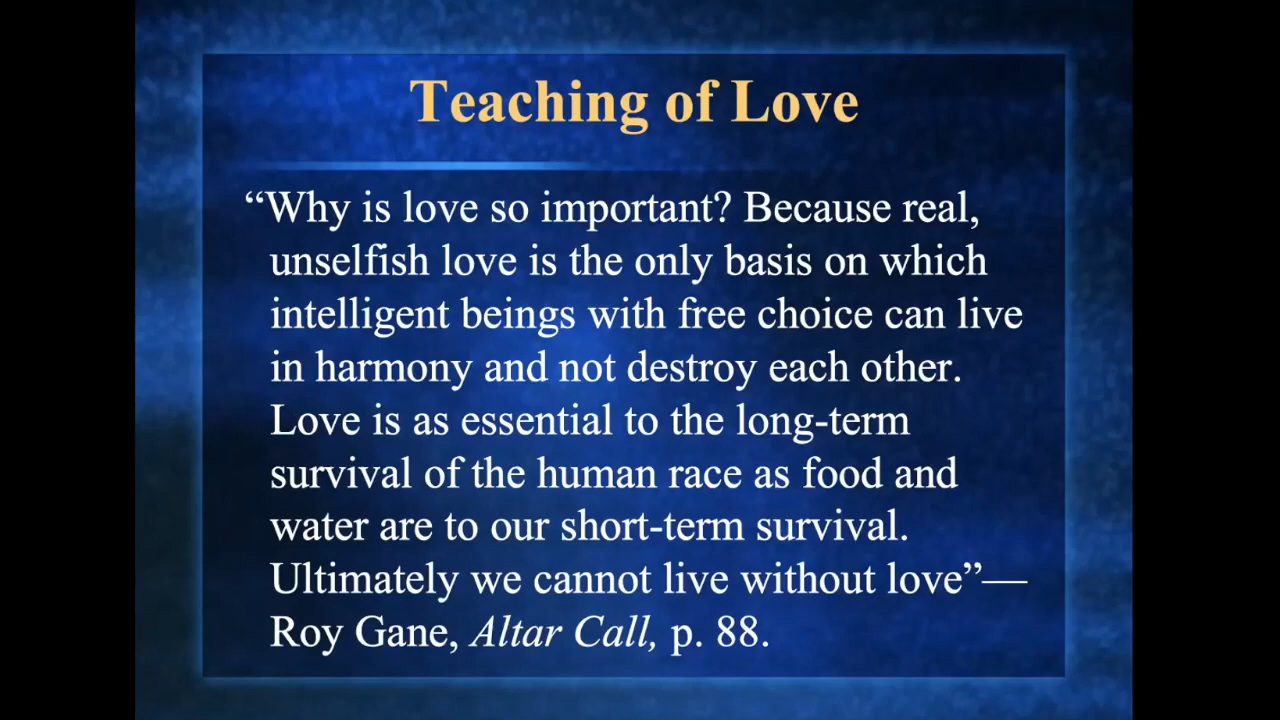 Teaching of Love
“Why is love so important? Because real,
unselfish love is the only basis on which
intelligent beings with free choice can live
in harmony and not destroy each other.
Love is as essential to the long-term
survival of the human race as food and
water are to our short-term survival.
Ultimately we cannot live without love”—
Roy Gane, Altar Call, p. 88.